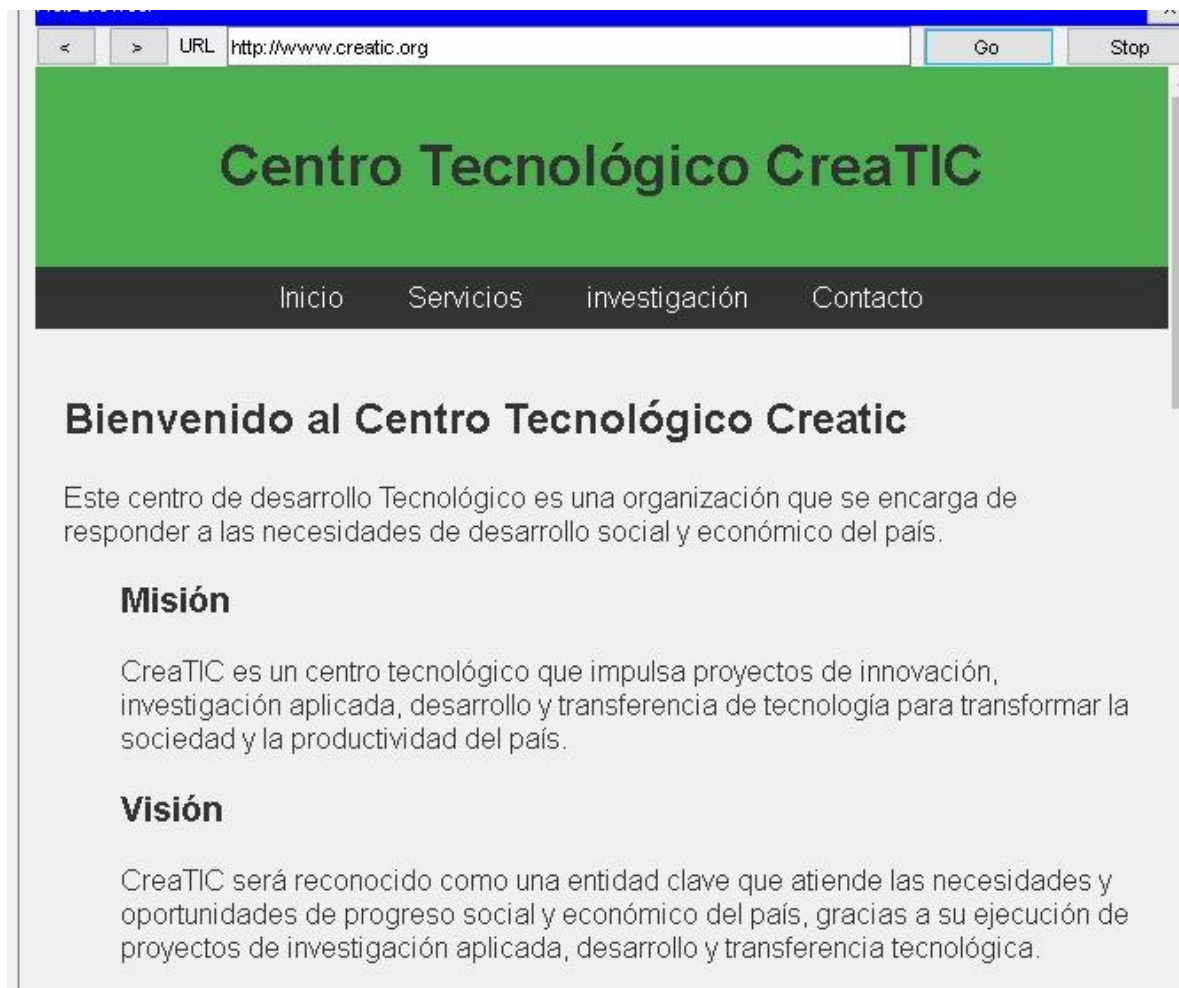 < > URL http://www.creatic.org Go Stop
Centro Tecnológico CreaTIC
Inicio Servicios investigación Contacto
Bienvenido al Centro Tecnológico Creatic
Este centro de desarrollo Tecnológico es una organización que se encarga de
responder a las necesidades de desarrollo social y económico del país.
Misión
CreaTIC es un centro tecnológico que impulsa proyectos de innovación,
investigación aplicada, desarrollo y transferencia de tecnología para transformar la
sociedad y la productividad del país.
Visión
CreaTIC será reconocido como una entidad clave que atiende las necesidades y
oportunidades de progreso social y económico del país, gracias a su ejecución de
proyectos de investigación aplicada, desarrollo y transferencia tecnológica.